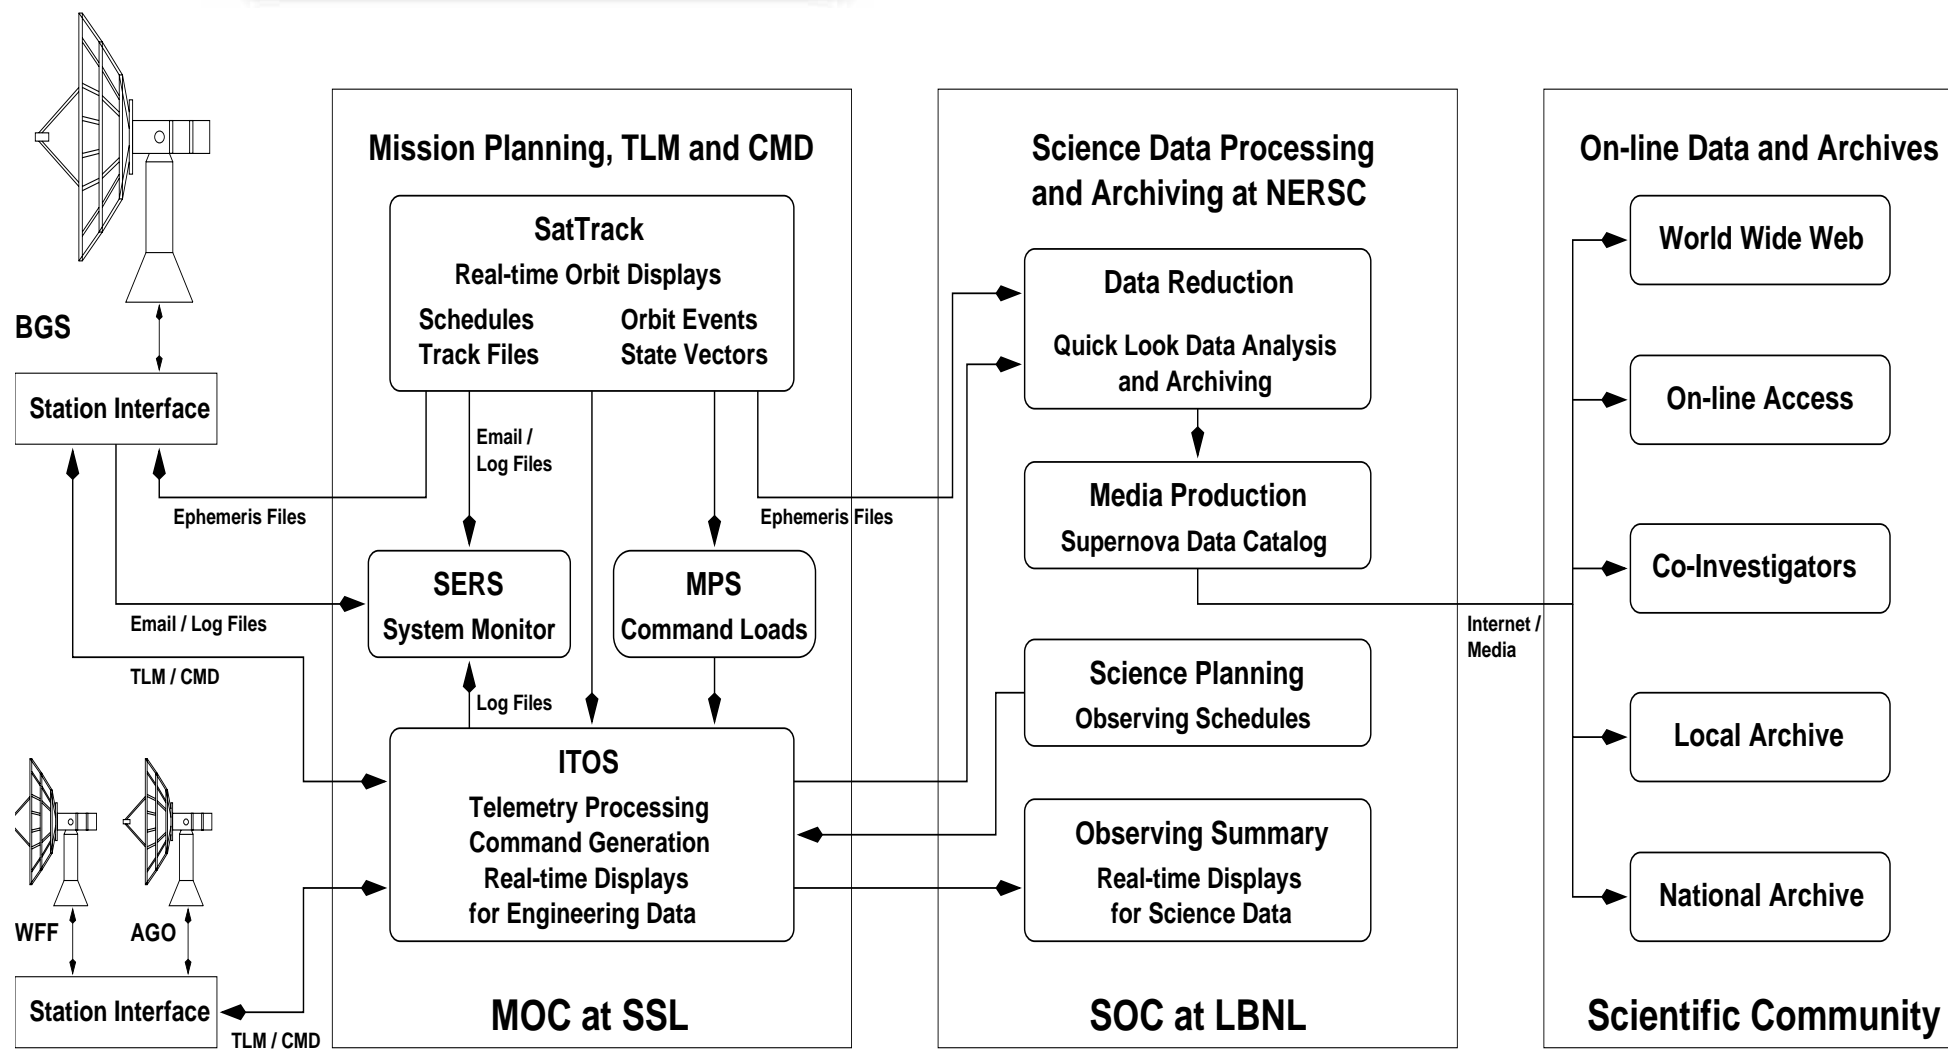 BGS
Station Interface
Ephemeris Files
Email / Log Files
TLM / CMD
WFF
AGO
Station Interface
TLM / CMD
Mission Planning, TLM and CMD
SatTrack
Real-time Orbit Displays
Schedules
Orbit Events
Track Files
State Vectors
Email /
Log Files
Ephemeris Files
SERS
System Monitor
MPS
Command Loads
Log Files
ITOS
Telemetry Processing
Command Generation
Real-time Displays
for Engineering Data
MOC at SSL
Science Data Processing
and Archiving at NERSC
Data Reduction
Quick Look Data Analysis
and Archiving
Media Production
Supernova Data Catalog
Science Planning
Observing Schedules
Observing Summary
Real-time Displays
for Science Data
SOC at LBNL
Internet /
Media
On-line Data and Archives
World Wide Web
On-line Access
Co-Investigators
Local Archive
National Archive
Scientific Community